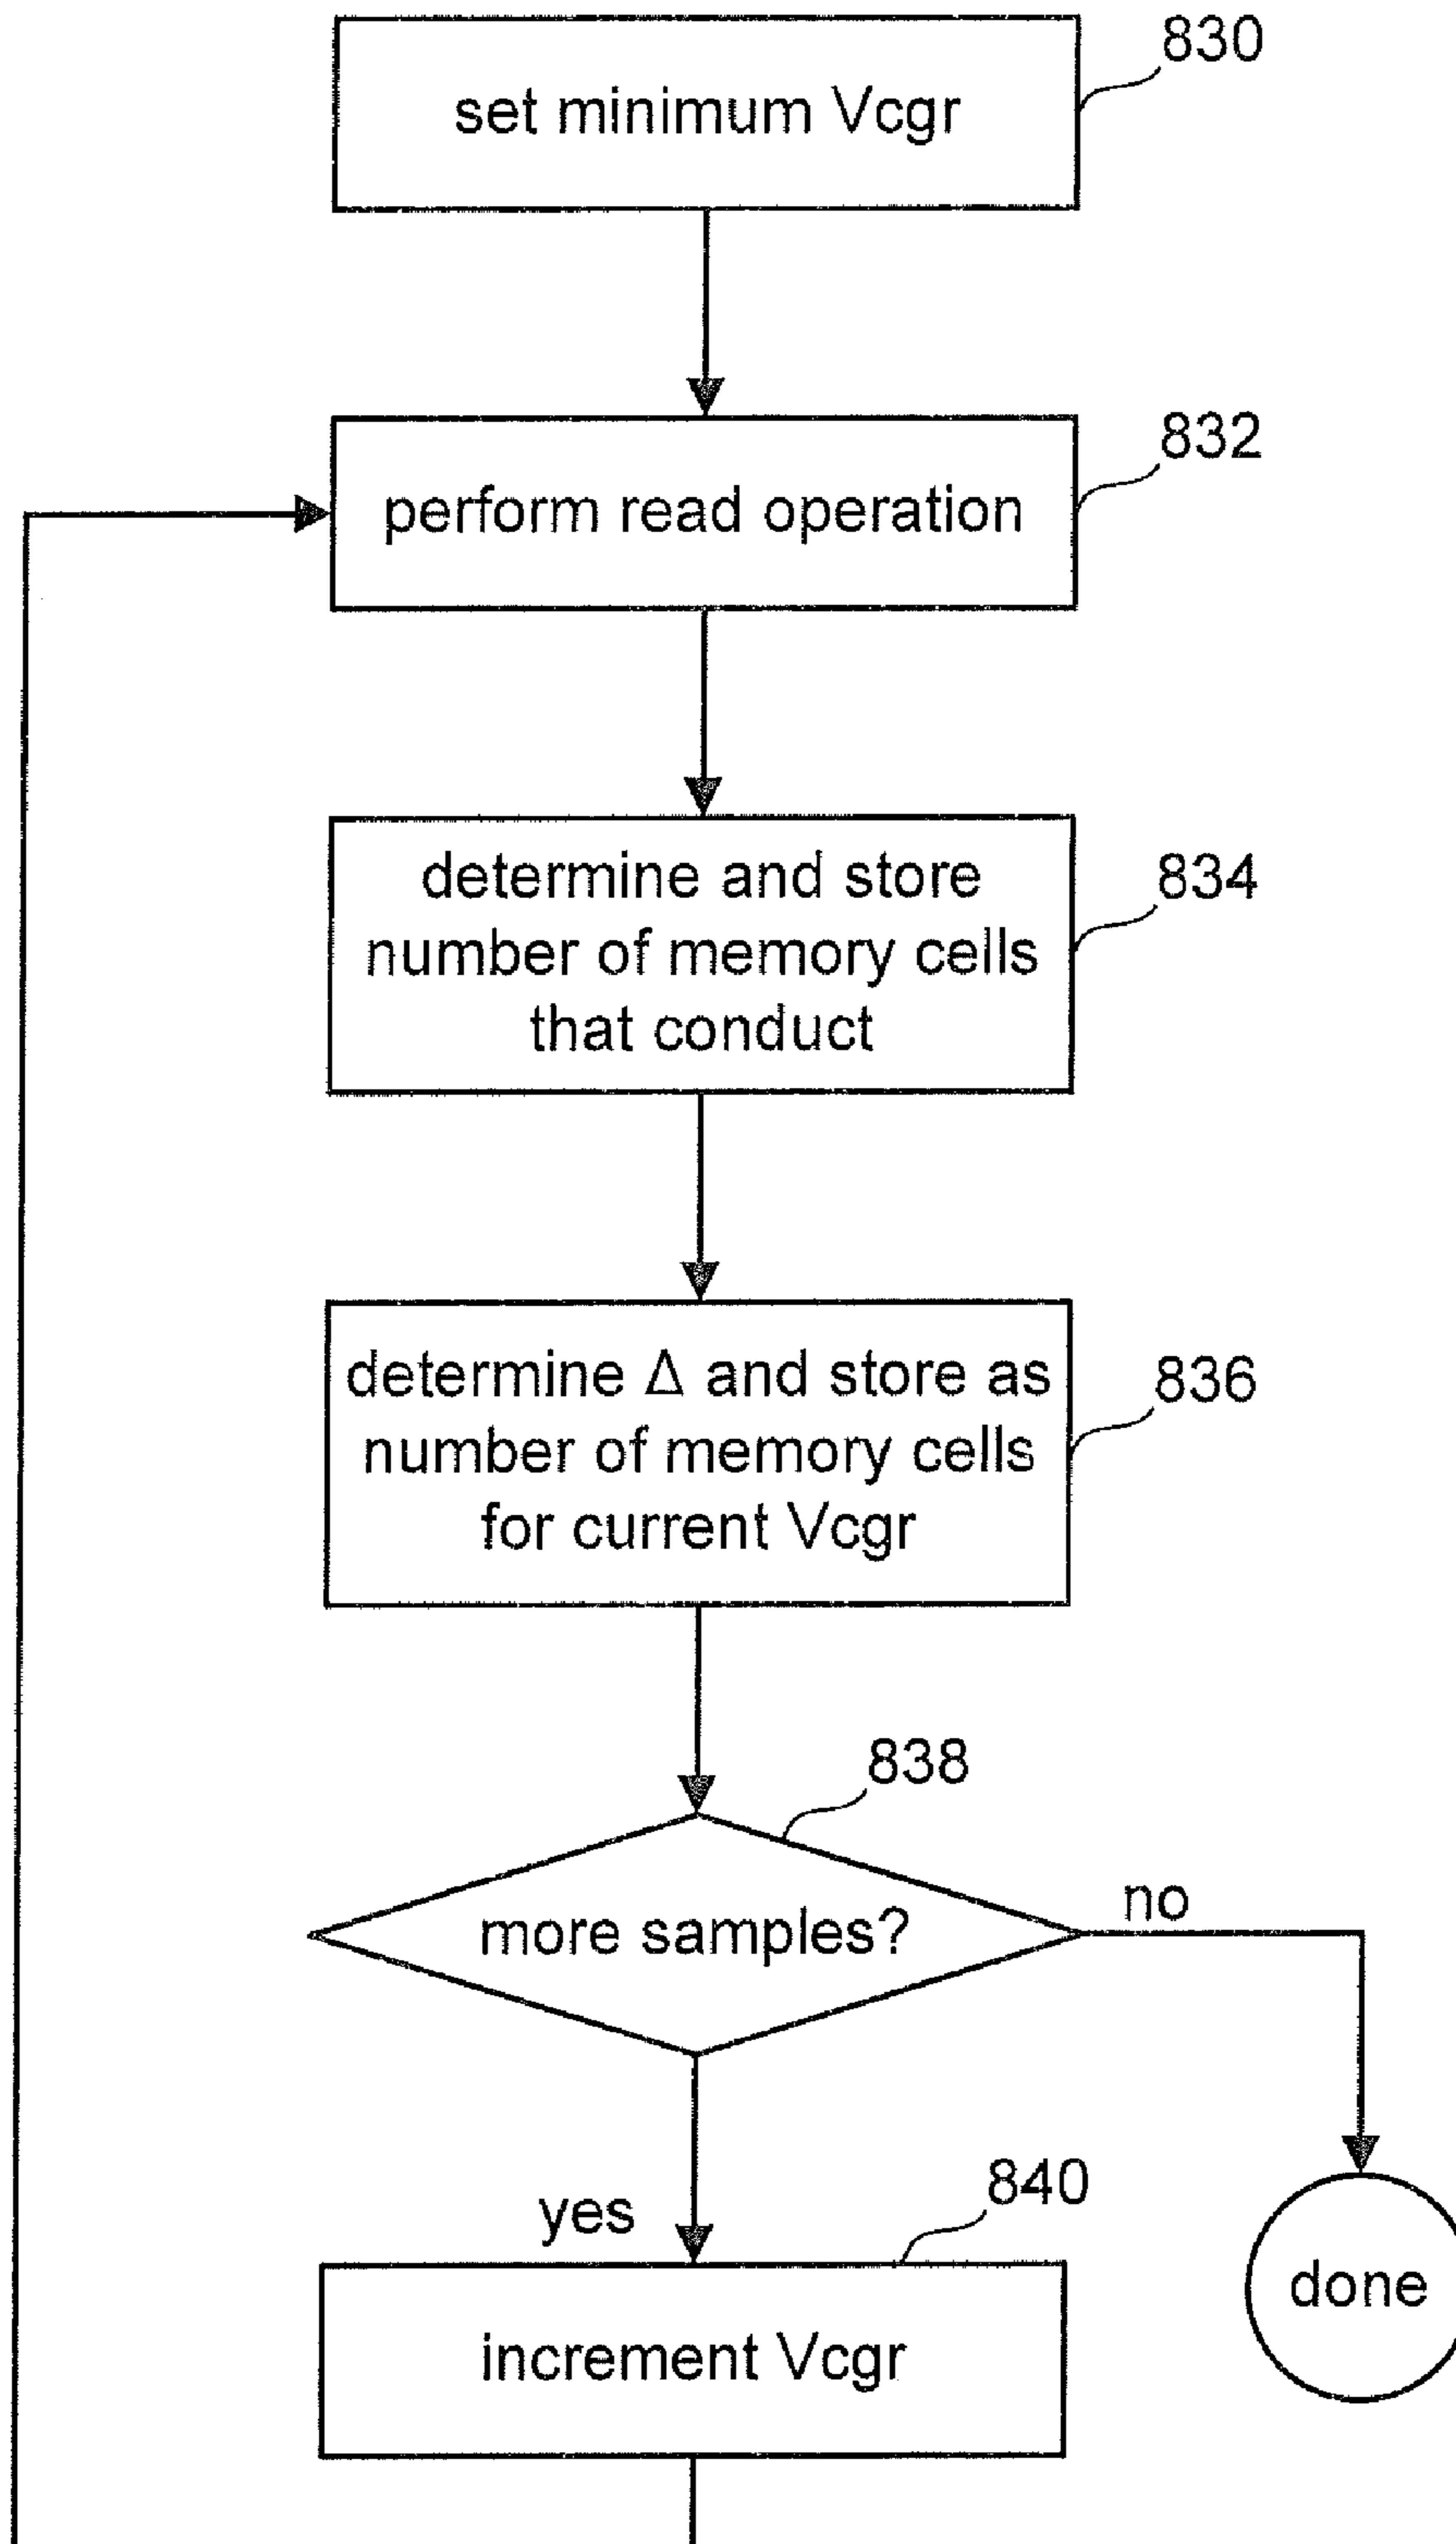 set minimum Vcgr
830
perform read operation
832
determine and store
number of memory cells
that conduct
834
determine Δ and store as
number of memory cells
for current Vcgr
836
838
more samples?
no
yes
840
increment Vcgr
done